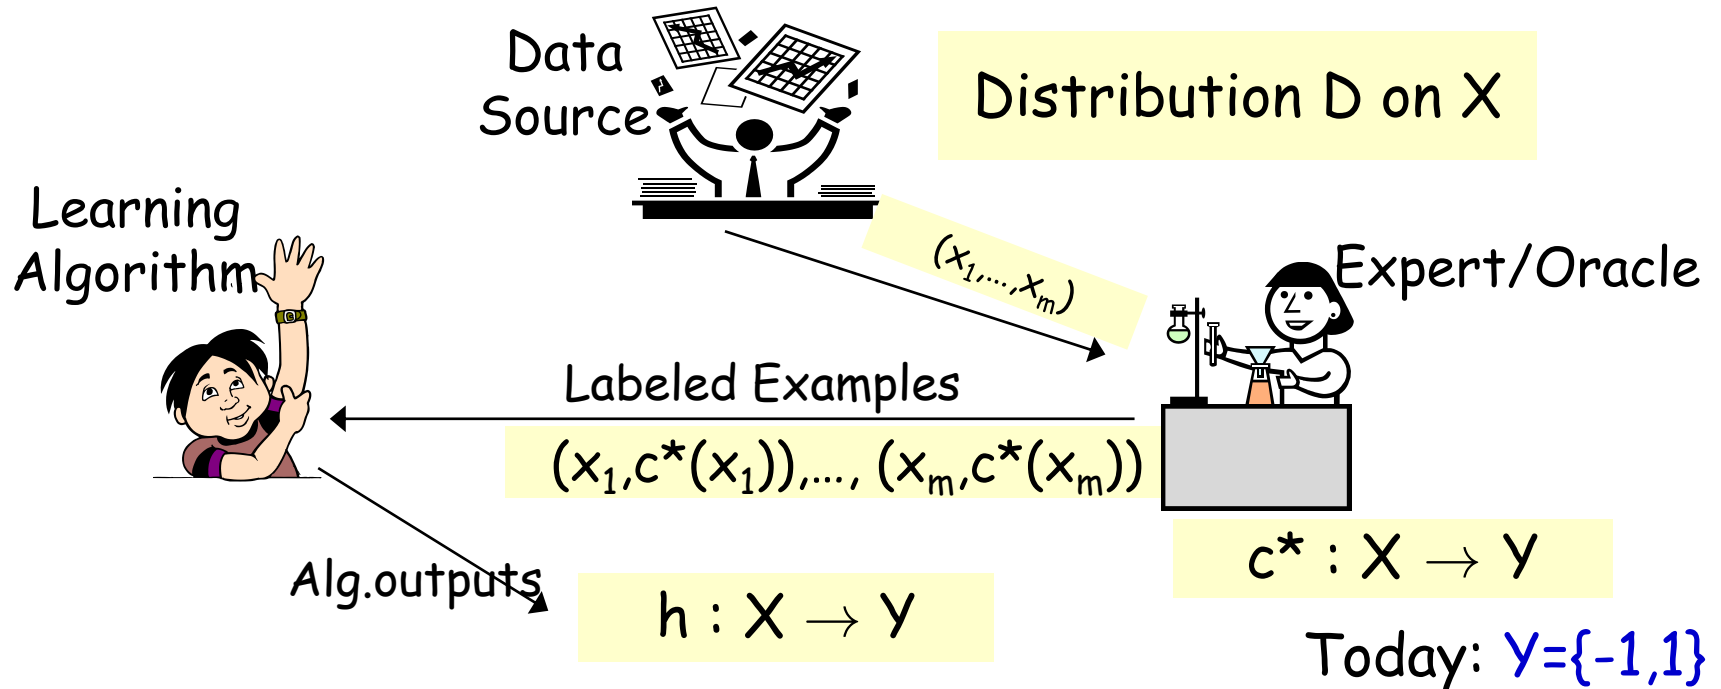 Data
Source
Distribution D on X
Learning
Algorithm
(x₁,...,xₘ)
Expert/Oracle
Labeled Examples
(x₁,c*(x₁)),..., (xₘ,c*(xₘ))
c* : X → Y
Alg.outputs
h : X → Y
Today: Y={-1,1}